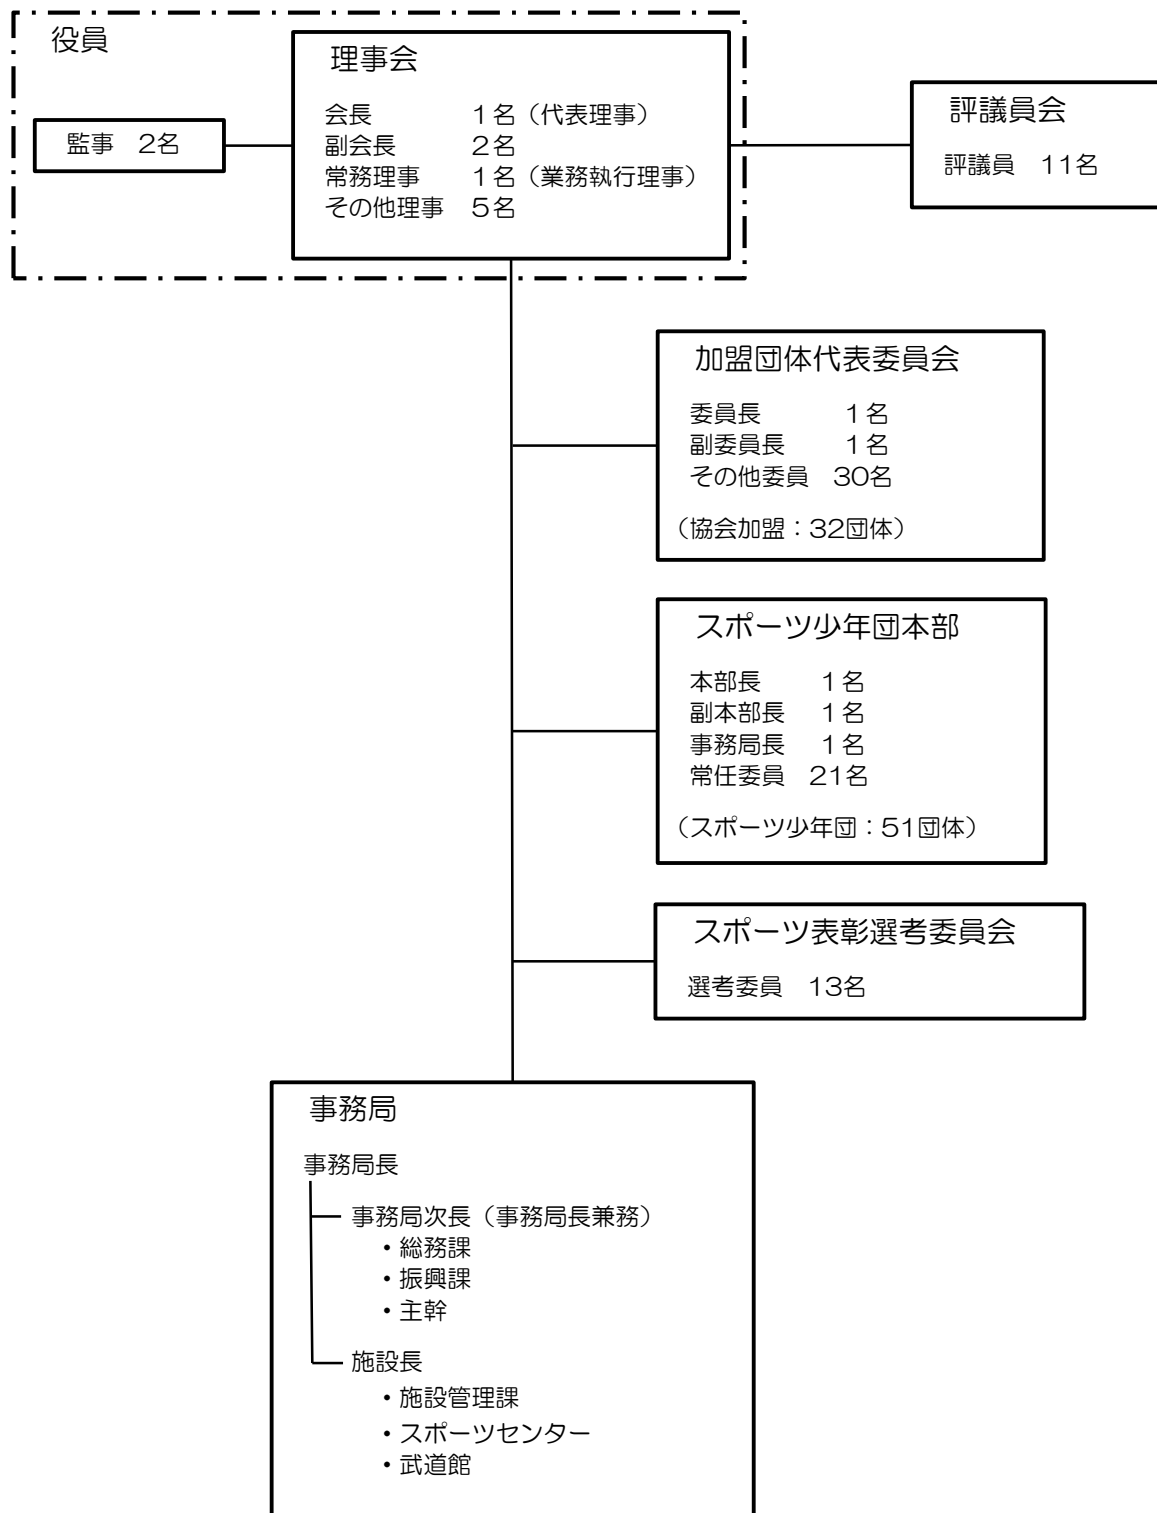 役員
監事　2名
理事会
会長　1名（代表理事）
副会長　2名
常務理事　1名（業務執行理事）
その他理事　5名
評議員会
評議員　11名
加盟団体代表委員会
委員長　1名
副委員長　1名
その他委員　30名
（協会加盟：32団体）
スポーツ少年団本部
本部長　1名
副本部長　1名
事務局長　1名
常任委員　21名
（スポーツ少年団：51団体）
スポーツ表彰選考委員会
選考委員　13名
事務局
事務局長
事務局次長（事務局長兼務）
・総務課
・振興課
・主幹
施設長
・施設管理課
・スポーツセンター
・武道館